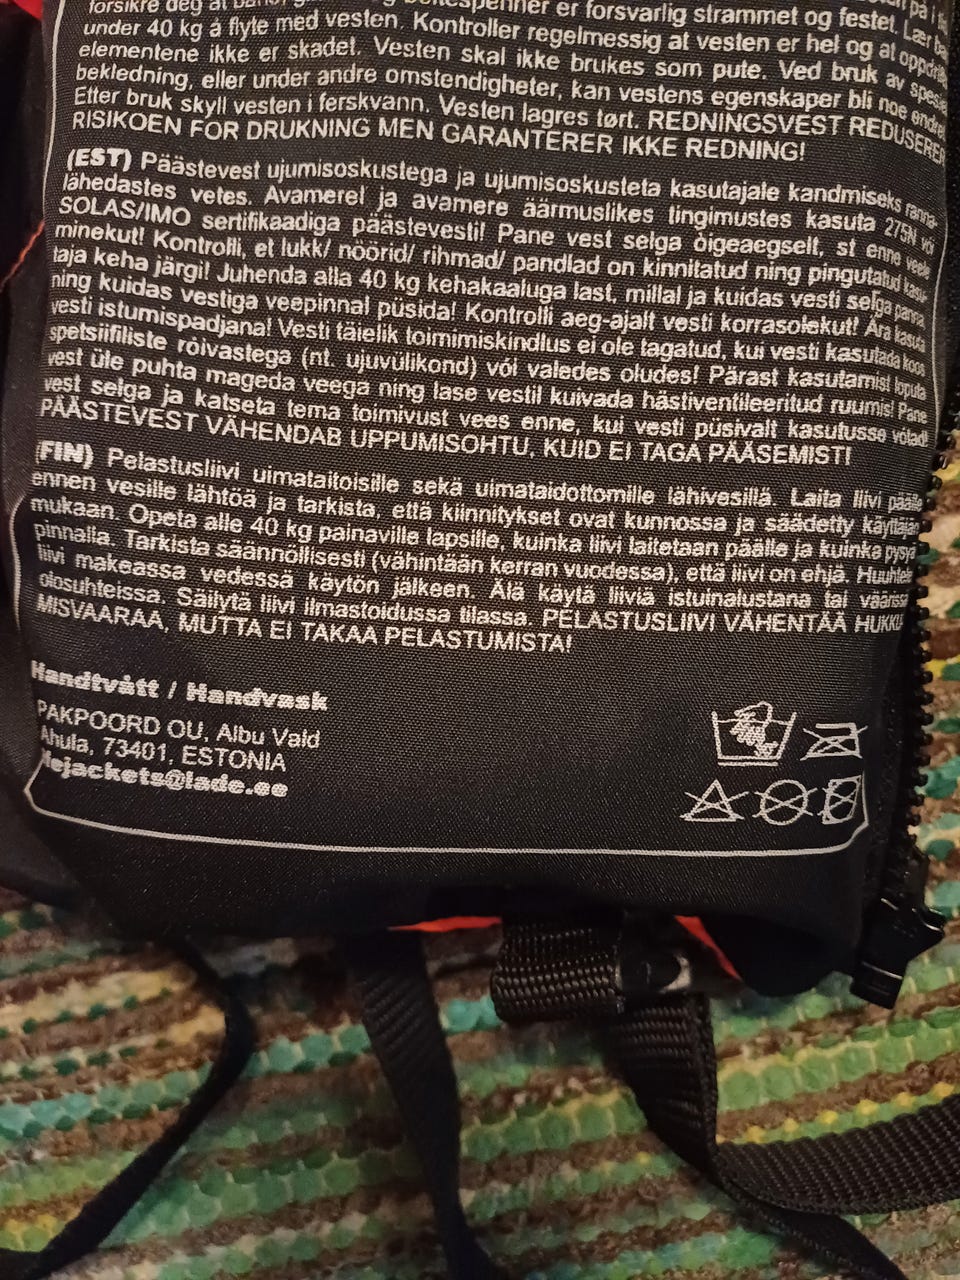 forsikre deg at er forsvarlig strammet og festet. Lær
under 40 kg å flyte med vesten. Kontroller regelmessig at vesten er hel og at
elementene ikke er skadet. Vesten skal ikke brukes som pute. Ved bruk av
bekledning, eller under andre omstendigheter, kan vestens egenskaper bli noe
Etter bruk skyll vesten i ferskvann. Vesten lagres tørt. REDNINGSVEST REDUSERER
RISIKOEN FOR DRUKNING MEN GARANTERER IKKE REDNING!
(EST) Päästevest ujumisoskustega ja ujumisoskusteta kasutajale kandmiseks ranna-
lähedastes vetes. Avamerel ja avamere äärmuslikes tingimustes kasuta 275N või
SOLAS/IMO sertifikaadiga päästevesti! Pane vest selga õigeaegselt, st enne veele
minekut! Kontrolli, et lukk/ nöörid/ rihmad/ pandlad on kinnitatud ning pingutatud kasu-
taja keha järgi! Juhenda alla 40 kg kehakaaluga last, millal ja kuidas vesti selga panna
ning kuidas vestiga veepinnal püsida! Kontrolli aeg-ajalt vesti korrasolekut! Ära kasuta
vesti istumispadjana! Vesti täielik toimimiskindlus ei ole tagatud, kui vesti kasutada koos
spetsiifiliste rõivastega (nt. ujuvülikond) või valedes oludes! Pärast kasutamist loputa
vest üle puhta mageda veega ning lase vestil kuivada hästiventileeritud ruumis! Pane
vest selga ja katseta tema toimivust vees enne, kui vesti püsivalt kasutusse võtad!
PÄÄSTEVEST VÄHENDAB UPPUMISOHTU, KUID EI TAGA PÄÄSEMIST!
(FIN) Pelastusliivi uimataitoisille sekä uimataidottomille lähivesillä. Laita liivi päälle
ennen vesille lähtöä ja tarkista, että kiinnitykset ovat kunnossa ja säädetty käyttäjän
mukaan. Opeta alle 40 kg painaville lapsille, kuinka liivi laitetaan päälle ja kuinka pysyä
pinnalla. Tarkista säännöllisesti (vähintään kerran vuodessa), että liivi on ehjä. Huuhtele
liivi makeassa vedessä käytön jälkeen. Älä käytä liiviä istuinalustana tai väärissä
olosuhteissa. Säilytä liivi ilmastoidussa tilassa. PELASTUSLIIVI VÄHENTÄÄ HUKKU
MISVAARAA, MUTTA EI TAKAA PELASTUMISTA!
Handtvått / Handvask
PAKPOORD OU, Albu Vald
Ahula, 73401, ESTONIA
lejackets@lade.ee